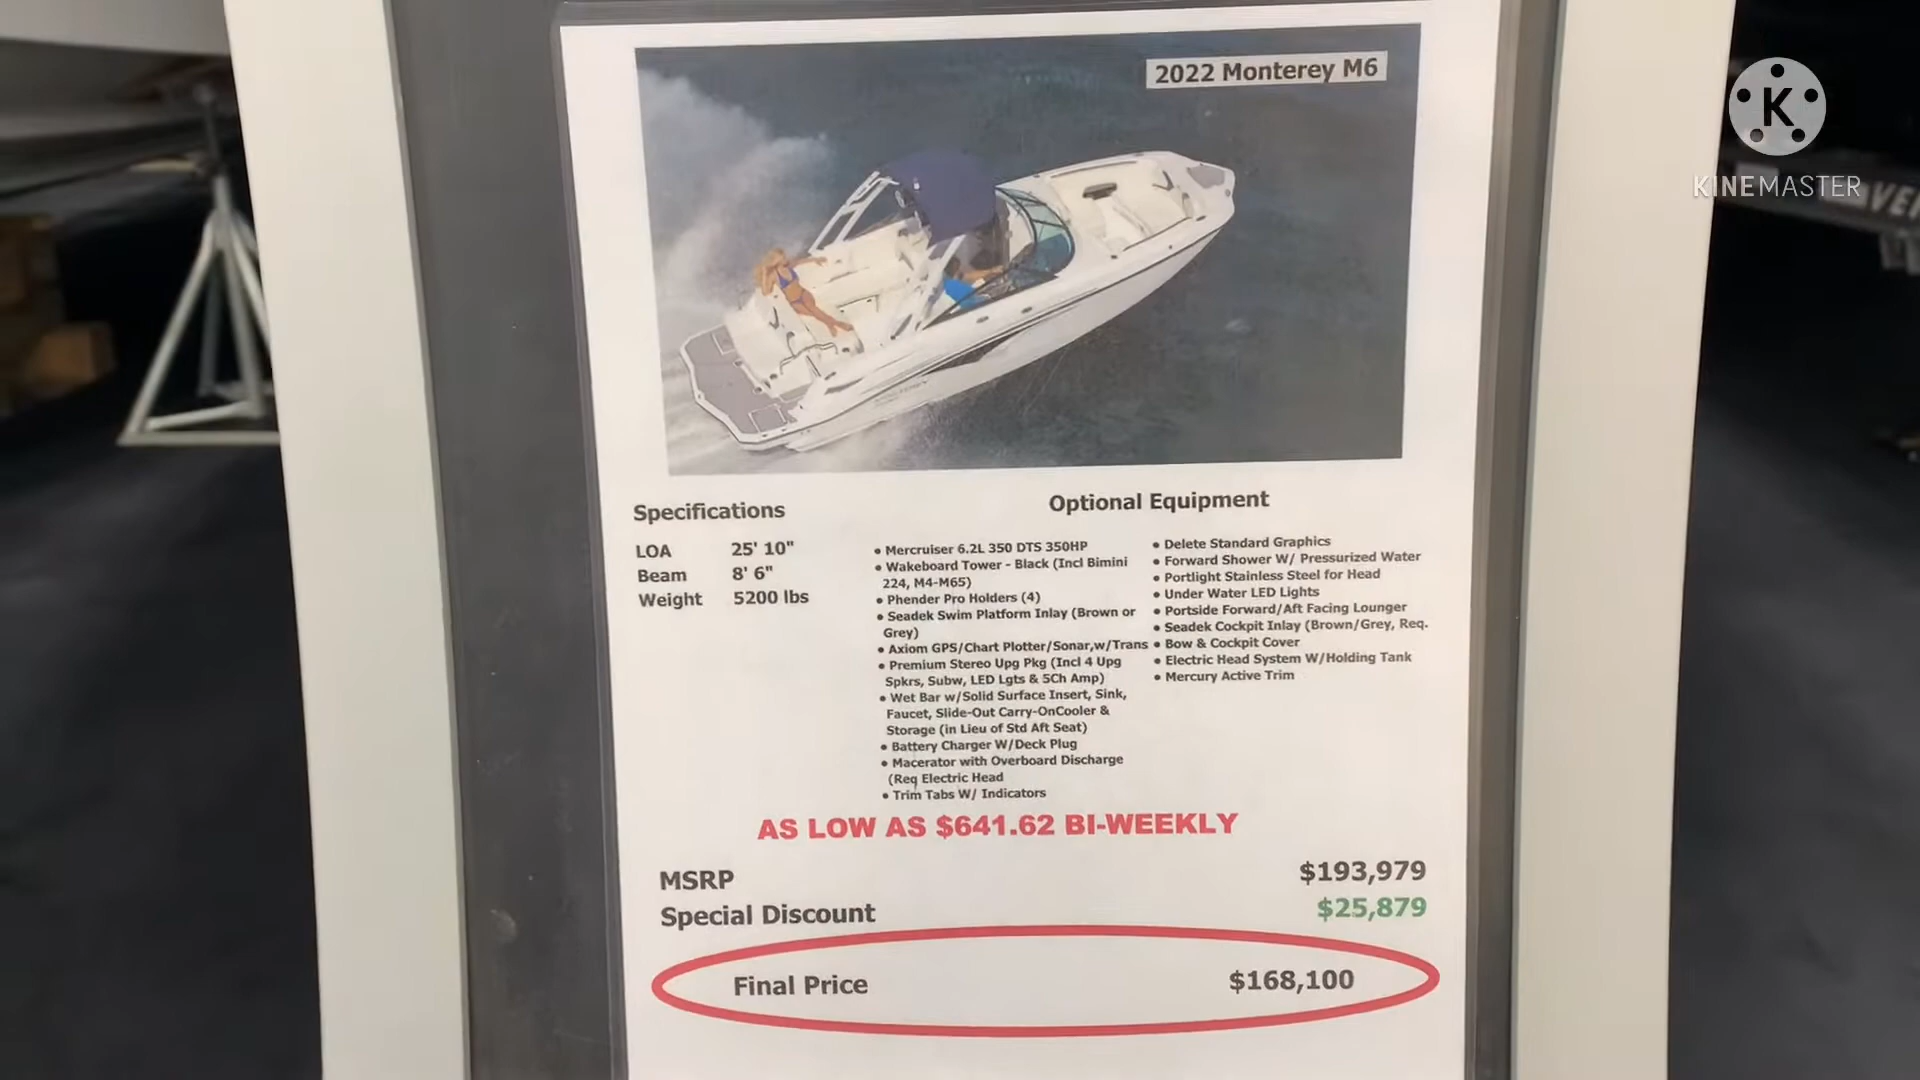 2022 Monterey M6
KINEMASTER
Specifications
LOA 25' 10"
Beam 8' 6"
Weight 5200 lbs
Optional Equipment
• Mercruiser 6.2L 350 DTS 350HP
• Wakeboard Tower - Black (Incl Bimini
224, M4-M65)
• Phender Pro Holders (4)
• Seadek Swim Platform Inlay (Brown or
Grey)
• Axiom GPS/Chart Plotter/Sonar,w/Trans
• Premium Stereo Upg Pkg (Incl 4 Upg
Spkrs, Subw, LED Lgts & 5Ch Amp)
• Wet Bar w/Solid Surface Insert, Sink,
Faucet, Slide-Out Carry-OnCooler &
Storage (in Lieu of Std Aft Seat)
• Battery Charger W/Deck Plug
• Macerator with Overboard Discharge
(Req Electric Head
• Trim Tabs W/ Indicators
• Delete Standard Graphics
• Forward Shower W/ Pressurized Water
• Portlight Stainless Steel for Head
• Under Water LED Lights
• Portside Forward/Aft Facing Lounger
• Seadek Cockpit Inlay (Brown/Grey, Req.
• Bow & Cockpit Cover
• Electric Head System W/Holding Tank
• Mercury Active Trim
AS LOW AS $641.62 BI-WEEKLY
MSRP $193,979
Special Discount $25,879
Final Price $168,100